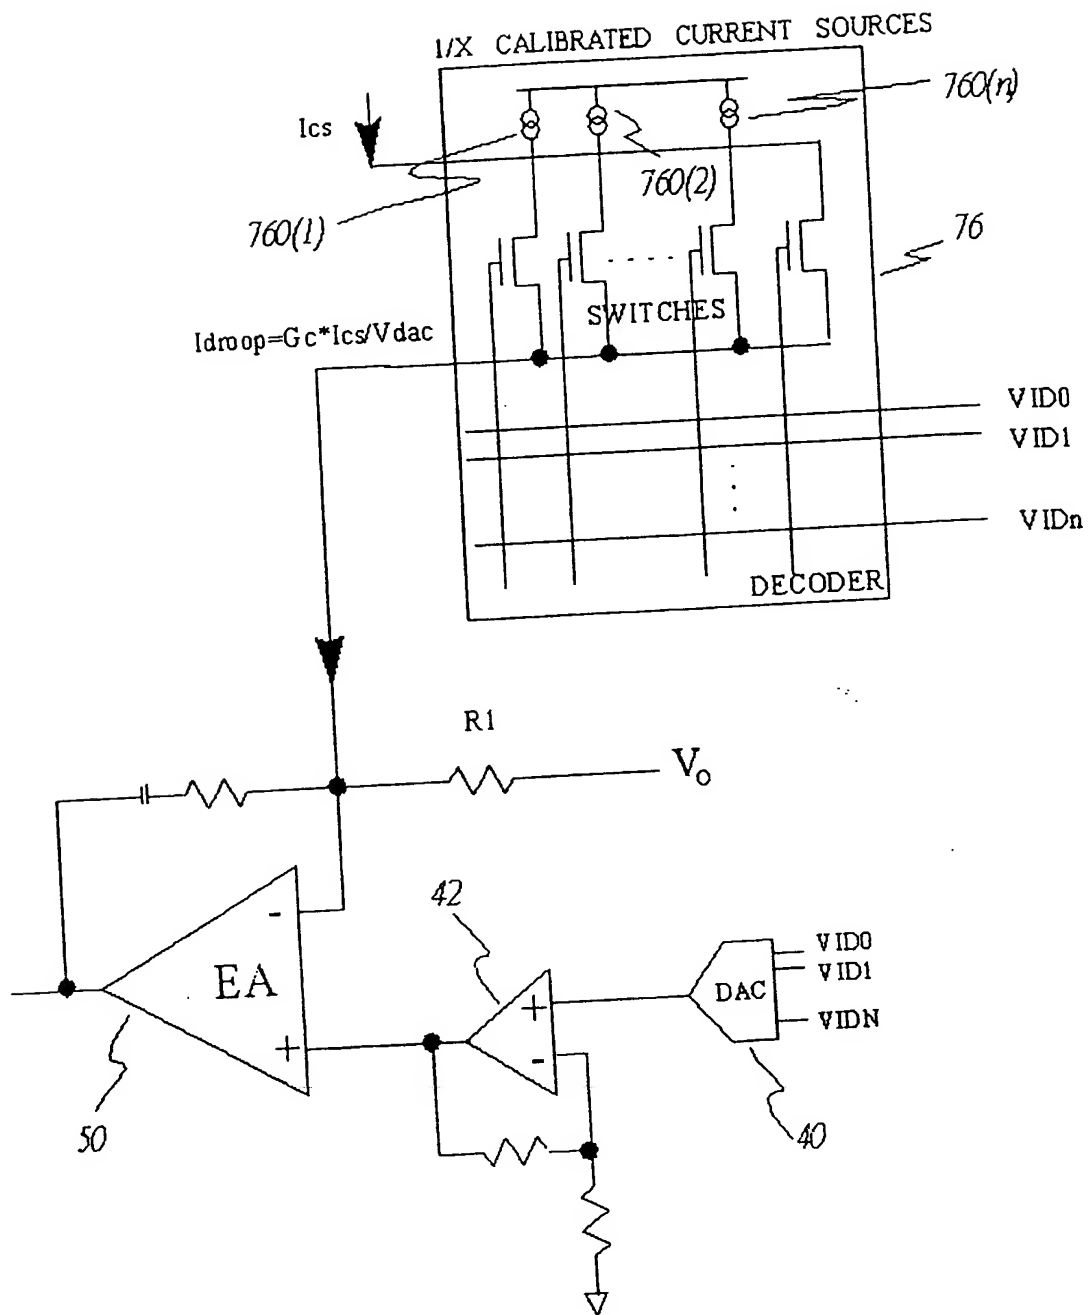 1/X CALIBRATED CURRENT SOURCES
760(n)
Ics
760(2)
760(1)
76
SWITCHES
Idroop=Gc*Ics/Vdac
VID0
VID1
VIDn
DECODER
R1
Vo
42
-
EA
+
+
-
DAC
VID0
VID1
VIDN
50
40